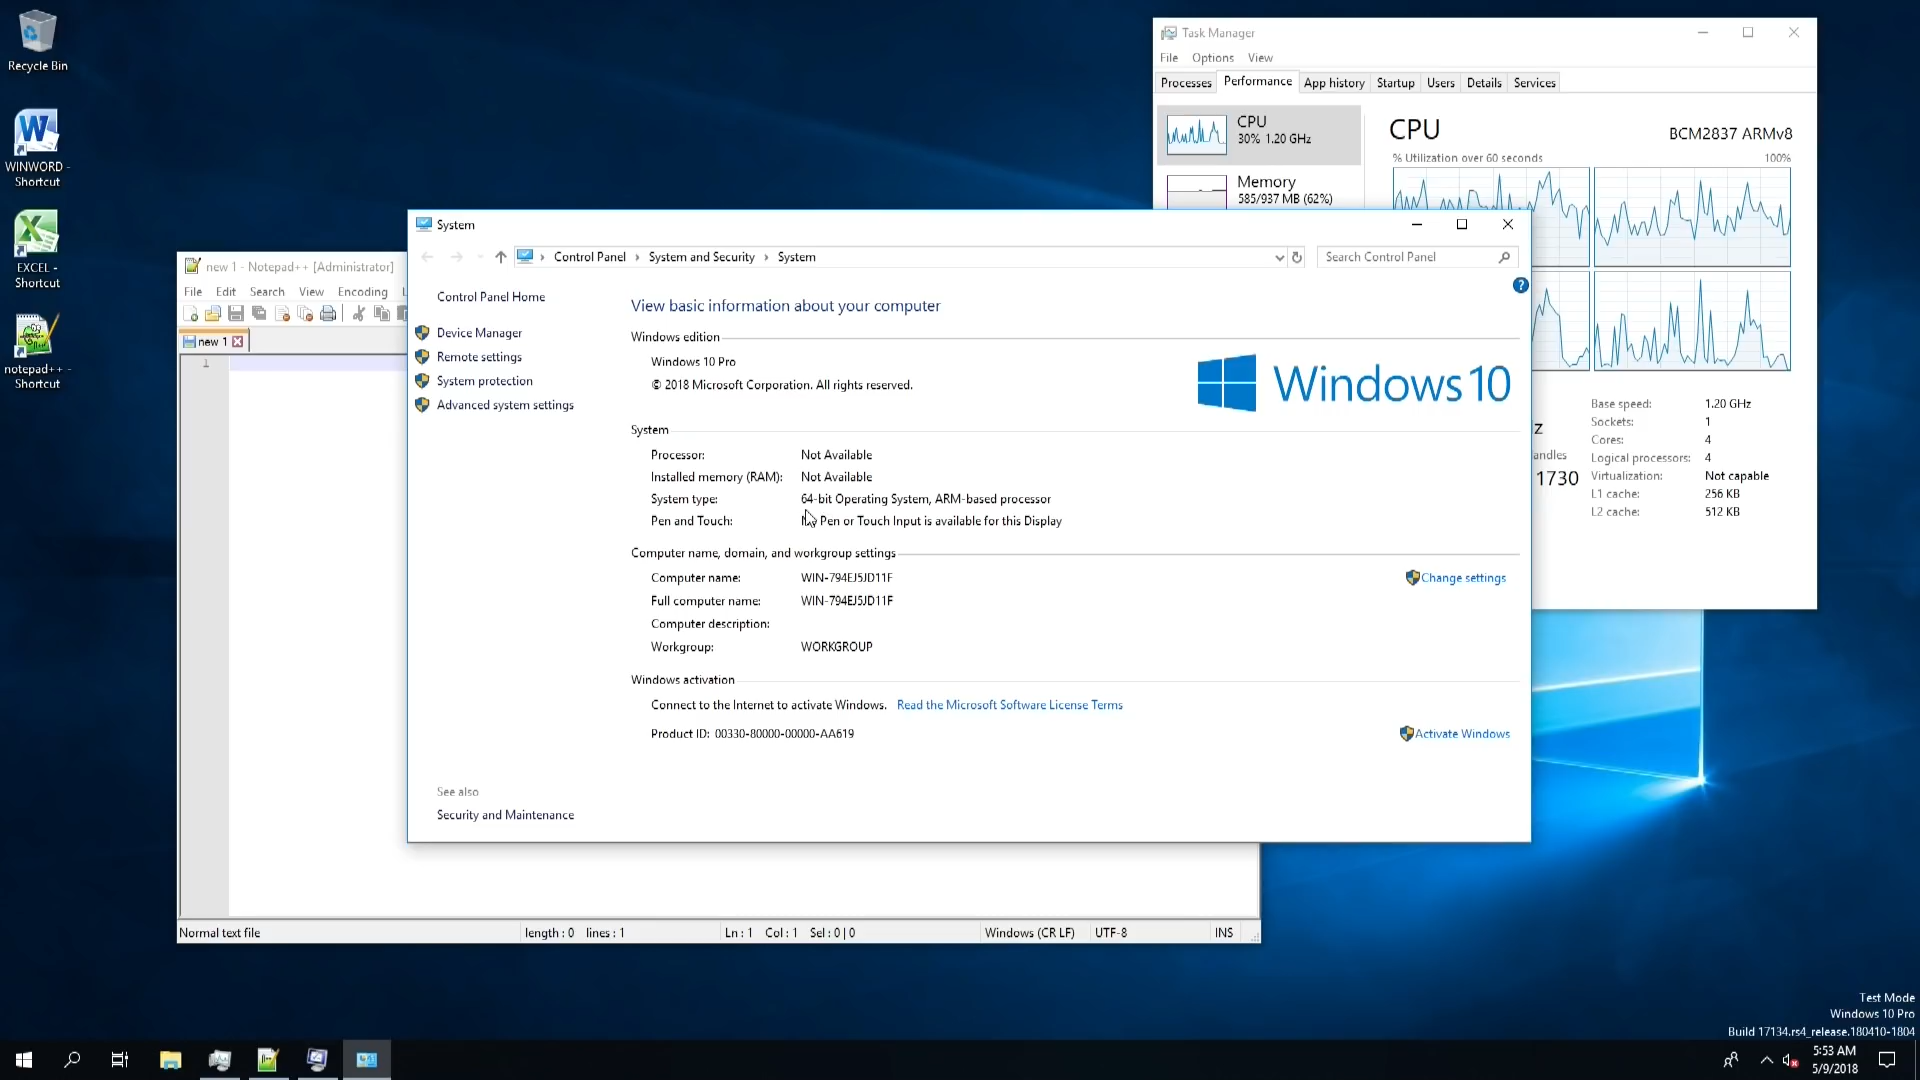 Recycle Bin
WINWORD -
Shortcut
EXCEL -
Shortcut
notepad++ -
Shortcut
Task Manager
File Options View
Processes Performance App history Startup Users Details Services
CPU
30% 1.20 GHz
Memory
585/937 MB (62%)
CPU BCM2837 ARMv8
% Utilization over 60 seconds 100%
Base speed: 1.20 GHz
Sockets: 1
Cores: 4
Logical processors: 4
Virtualization: Not capable
L1 cache: 256 KB
L2 cache: 512 KB
1730
new 1 - Notepad++ [Administrator]
File Edit Search View Encoding
new 1
1
System
Control Panel System and Security System
Search Control Panel
Control Panel Home
Device Manager
Remote settings
System protection
Advanced system settings
See also
Security and Maintenance
View basic information about your computer
Windows edition
Windows 10 Pro
© 2018 Microsoft Corporation. All rights reserved.
Windows 10
System
Processor: Not Available
Installed memory (RAM): Not Available
System type: 64-bit Operating System, ARM-based processor
Pen and Touch: No Pen or Touch Input is available for this Display
Computer name, domain, and workgroup settings
Computer name: WIN-794EJ5JD11F
Change settings
Full computer name: WIN-794EJ5JD11F
Computer description:
Workgroup: WORKGROUP
Windows activation
Connect to the Internet to activate Windows. Read the Microsoft Software License Terms
Product ID: 00330-80000-00000-AA619
Activate Windows
Normal text file length : 0 lines : 1 Ln : 1 Col : 1 Sel : 0 | 0 Windows (CR LF) UTF-8 INS
Test Mode
Windows 10 Pro
Build 17134.rs4_release.180410-1804
5:53 AM
5/9/2018